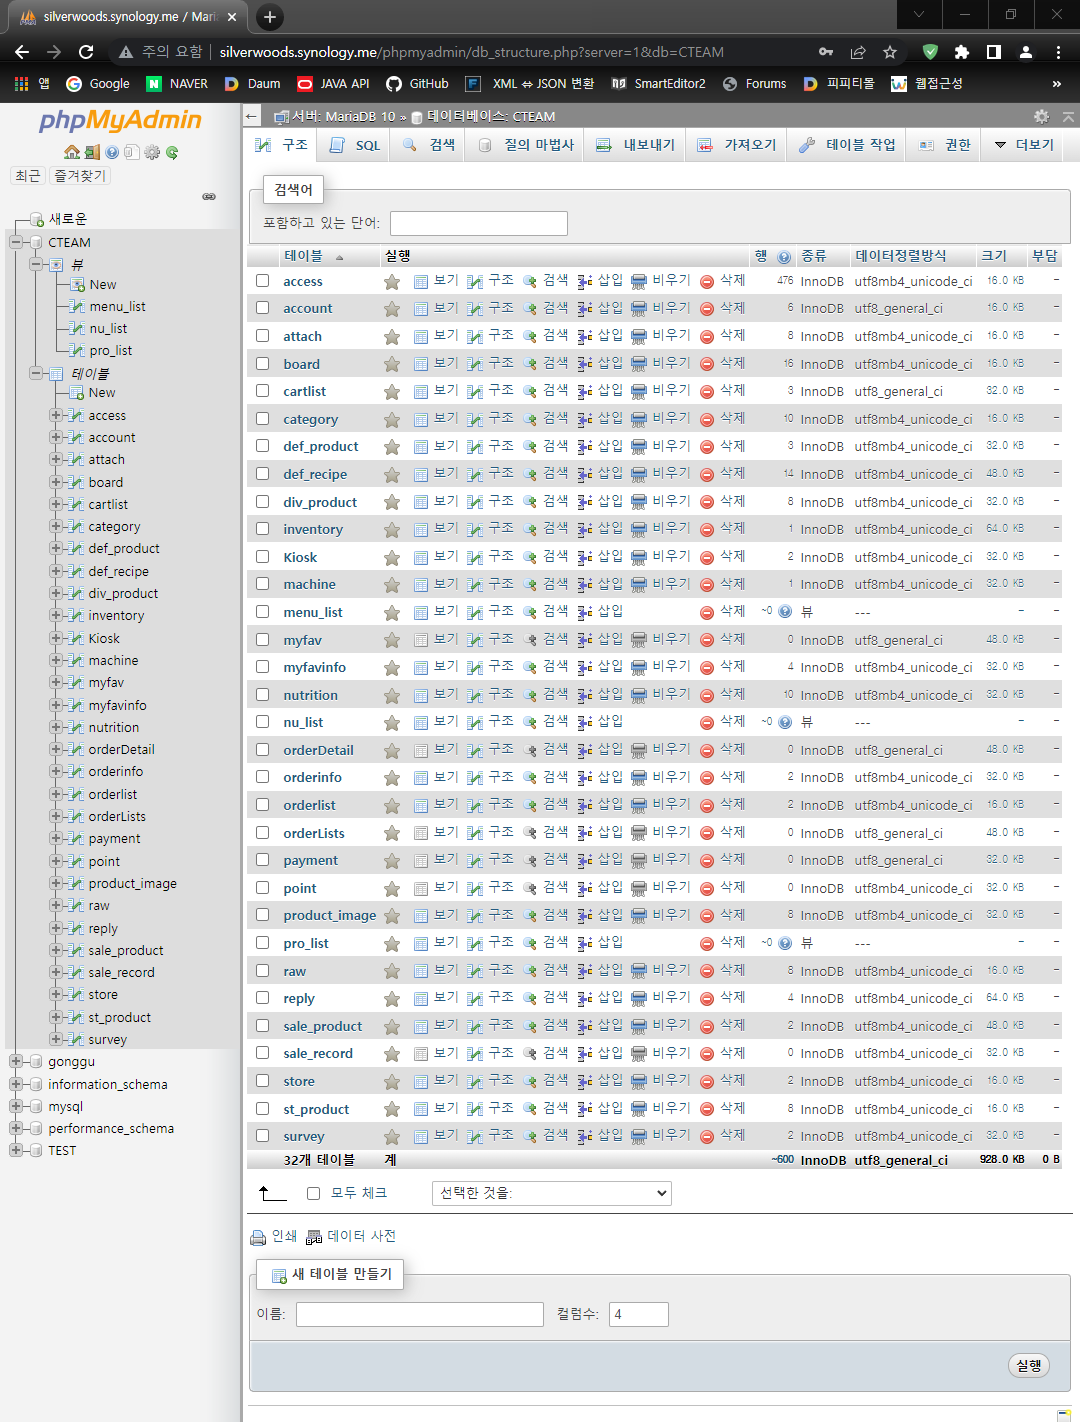 silverwoods.synology.me / Mari
주의 요함 silverwoods.synology.me/phpmyadmin/db_structure.php?server=1&db=CTEAM
앱 Google NAVER Daum JAVA API GitHub XML ⇔ JSON 변환 SmartEditor2 Forums 피피티몰 웹접근성 »
phpMyAdmin
최근 즐겨찾기
새로운
CTEAM
뷰
New
menu_list
nu_list
pro_list
테이블
New
access
account
attach
board
cartlist
category
def_product
def_recipe
div_product
inventory
Kiosk
machine
myfav
myfavinfo
nutrition
orderDetail
orderinfo
orderlist
orderLists
payment
point
product_image
raw
reply
sale_product
sale_record
store
st_product
survey
gonggu
information_schema
mysql
performance_schema
TEST
서버: MariaDB 10 » 데이터베이스: CTEAM
구조 SQL 검색 질의 마법사 내보내기 가져오기 테이블 작업 권한 더보기
검색어
포함하고 있는 단어:
테이블 실행 행 종류 데이터정렬방식 크기 부담
access 보기 구조 검색 삽입 비우기 삭제 476 InnoDB utf8mb4_unicode_ci 16.0 KB -
account 보기 구조 검색 삽입 비우기 삭제 6 InnoDB utf8_general_ci 16.0 KB -
attach 보기 구조 검색 삽입 비우기 삭제 8 InnoDB utf8mb4_unicode_ci 16.0 KB -
board 보기 구조 검색 삽입 비우기 삭제 16 InnoDB utf8mb4_unicode_ci 16.0 KB -
cartlist 보기 구조 검색 삽입 비우기 삭제 3 InnoDB utf8_general_ci 32.0 KB -
category 보기 구조 검색 삽입 비우기 삭제 10 InnoDB utf8mb4_unicode_ci 16.0 KB -
def_product 보기 구조 검색 삽입 비우기 삭제 3 InnoDB utf8mb4_unicode_ci 32.0 KB -
def_recipe 보기 구조 검색 삽입 비우기 삭제 14 InnoDB utf8mb4_unicode_ci 48.0 KB -
div_product 보기 구조 검색 삽입 비우기 삭제 8 InnoDB utf8mb4_unicode_ci 32.0 KB -
inventory 보기 구조 검색 삽입 비우기 삭제 1 InnoDB utf8mb4_unicode_ci 64.0 KB -
Kiosk 보기 구조 검색 삽입 비우기 삭제 2 InnoDB utf8mb4_unicode_ci 32.0 KB -
machine 보기 구조 검색 삽입 비우기 삭제 1 InnoDB utf8mb4_unicode_ci 32.0 KB -
menu_list 보기 구조 검색 삽입 삭제 ~0 뷰 --- - -
myfav 보기 구조 검색 삽입 비우기 삭제 0 InnoDB utf8_general_ci 48.0 KB -
myfavinfo 보기 구조 검색 삽입 비우기 삭제 4 InnoDB utf8mb4_unicode_ci 32.0 KB -
nutrition 보기 구조 검색 삽입 비우기 삭제 10 InnoDB utf8mb4_unicode_ci 32.0 KB -
nu_list 보기 구조 검색 삽입 삭제 ~0 뷰 --- - -
orderDetail 보기 구조 검색 삽입 비우기 삭제 0 InnoDB utf8_general_ci 48.0 KB -
orderinfo 보기 구조 검색 삽입 비우기 삭제 2 InnoDB utf8mb4_unicode_ci 32.0 KB -
orderlist 보기 구조 검색 삽입 비우기 삭제 2 InnoDB utf8mb4_unicode_ci 16.0 KB -
orderLists 보기 구조 검색 삽입 비우기 삭제 0 InnoDB utf8_general_ci 48.0 KB -
payment 보기 구조 검색 삽입 비우기 삭제 0 InnoDB utf8_general_ci 32.0 KB -
point 보기 구조 검색 삽입 비우기 삭제 0 InnoDB utf8mb4_unicode_ci 32.0 KB -
product_image 보기 구조 검색 삽입 비우기 삭제 8 InnoDB utf8mb4_unicode_ci 32.0 KB -
pro_list 보기 구조 검색 삽입 삭제 ~0 뷰 --- - -
raw 보기 구조 검색 삽입 비우기 삭제 8 InnoDB utf8mb4_unicode_ci 16.0 KB -
reply 보기 구조 검색 삽입 비우기 삭제 4 InnoDB utf8mb4_unicode_ci 64.0 KB -
sale_product 보기 구조 검색 삽입 비우기 삭제 2 InnoDB utf8mb4_unicode_ci 48.0 KB -
sale_record 보기 구조 검색 삽입 비우기 삭제 0 InnoDB utf8mb4_unicode_ci 32.0 KB -
store 보기 구조 검색 삽입 비우기 삭제 2 InnoDB utf8mb4_unicode_ci 16.0 KB -
st_product 보기 구조 검색 삽입 비우기 삭제 8 InnoDB utf8mb4_unicode_ci 16.0 KB -
survey 보기 구조 검색 삽입 비우기 삭제 2 InnoDB utf8mb4_unicode_ci 32.0 KB -
32개 테이블 계 ~600 InnoDB utf8_general_ci 928.0 KB 0 B
모두 체크 선택한 것을:
인쇄 데이터 사전
새 테이블 만들기
이름: 컬럼수: 4
실행